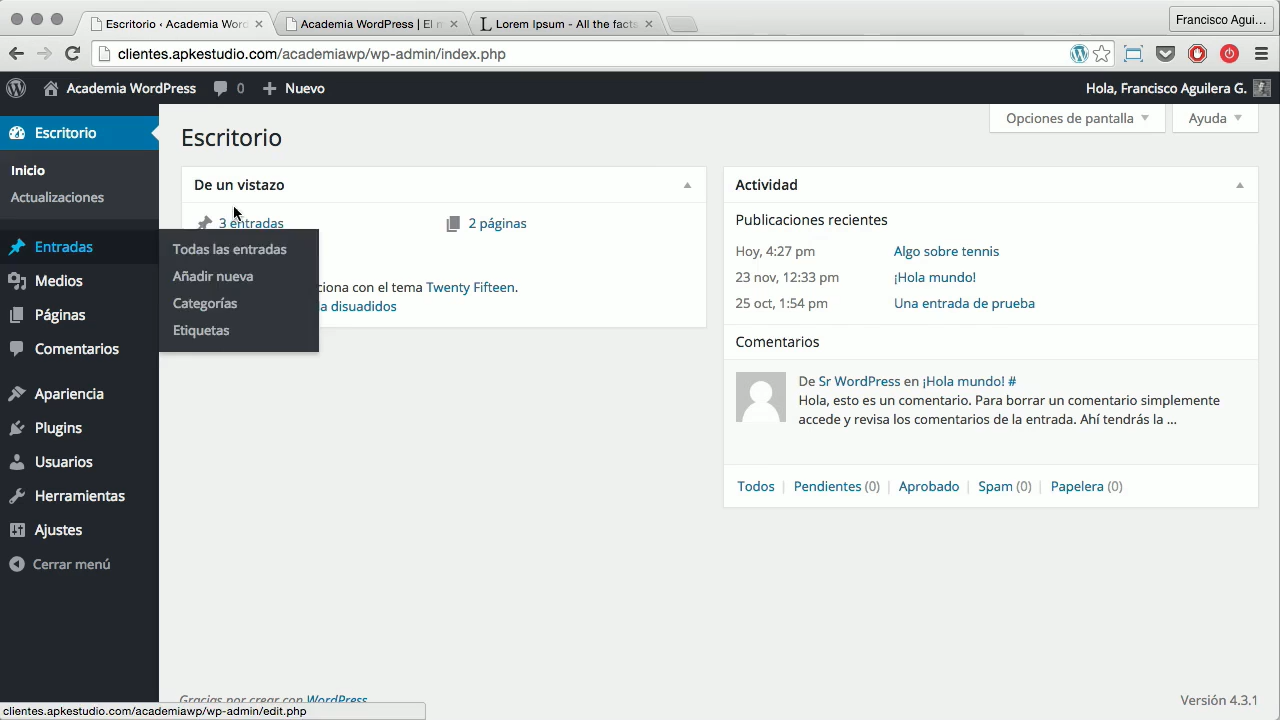 Escritorio ‹ Academia Wor
Academia WordPress | El
Lorem Ipsum - All the facts
Francisco Agui…
clientes.apkestudio.com/academiawp/wp-admin/index.php
Academia WordPress
0
Nuevo
Hola, Francisco Aguilera G.
Opciones de pantalla
Ayuda
Escritorio
Inicio
Actualizaciones
Entradas
Medios
Páginas
Comentarios
Apariencia
Plugins
Usuarios
Herramientas
Ajustes
Cerrar menú
Todas las entradas
Añadir nueva
Categorías
Etiquetas
Escritorio
De un vistazo
3 entradas
2 páginas
ciona con el tema Twenty Fifteen.
a disuadidos
Actividad
Publicaciones recientes
Hoy, 4:27 pm Algo sobre tennis
23 nov, 12:33 pm ¡Hola mundo!
25 oct, 1:54 pm Una entrada de prueba
Comentarios
De Sr WordPress en ¡Hola mundo! #
Hola, esto es un comentario. Para borrar un comentario simplemente
accede y revisa los comentarios de la entrada. Ahí tendrás la ...
Todos | Pendientes (0) | Aprobado | Spam (0) | Papelera (0)
Gracias por crear con WordPress
Versión 4.3.1
clientes.apkestudio.com/academiawp/wp-admin/edit.php